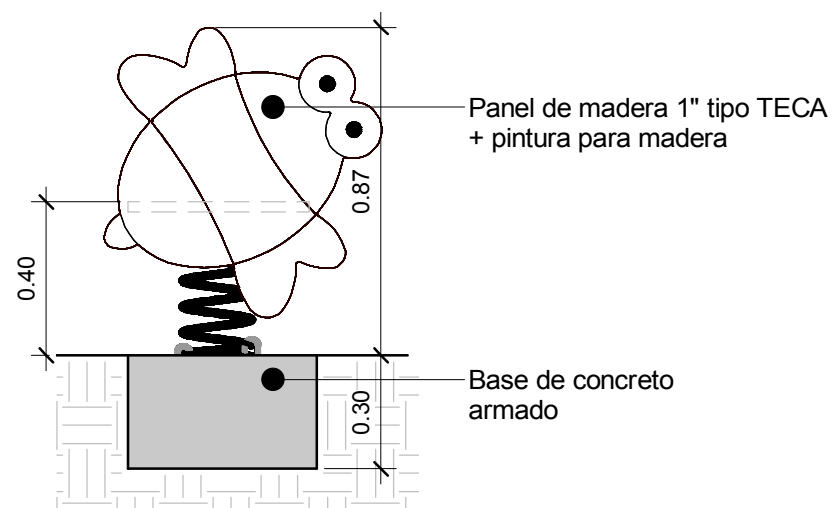 Panel de madera 1" tipo TECA
+ pintura para madera
0.87
0.40
Base de concreto
armado
0.30